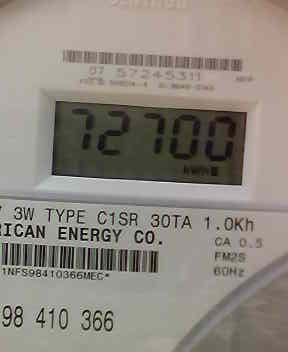 CENTRON
57 57245311
72700
kWh
3W TYPE C1SR 30TA 1.0Kh
RICAN ENERGY CO.
CA 0.5
FM2S
60Hz
1NFS98410366MEC*
98 410 366